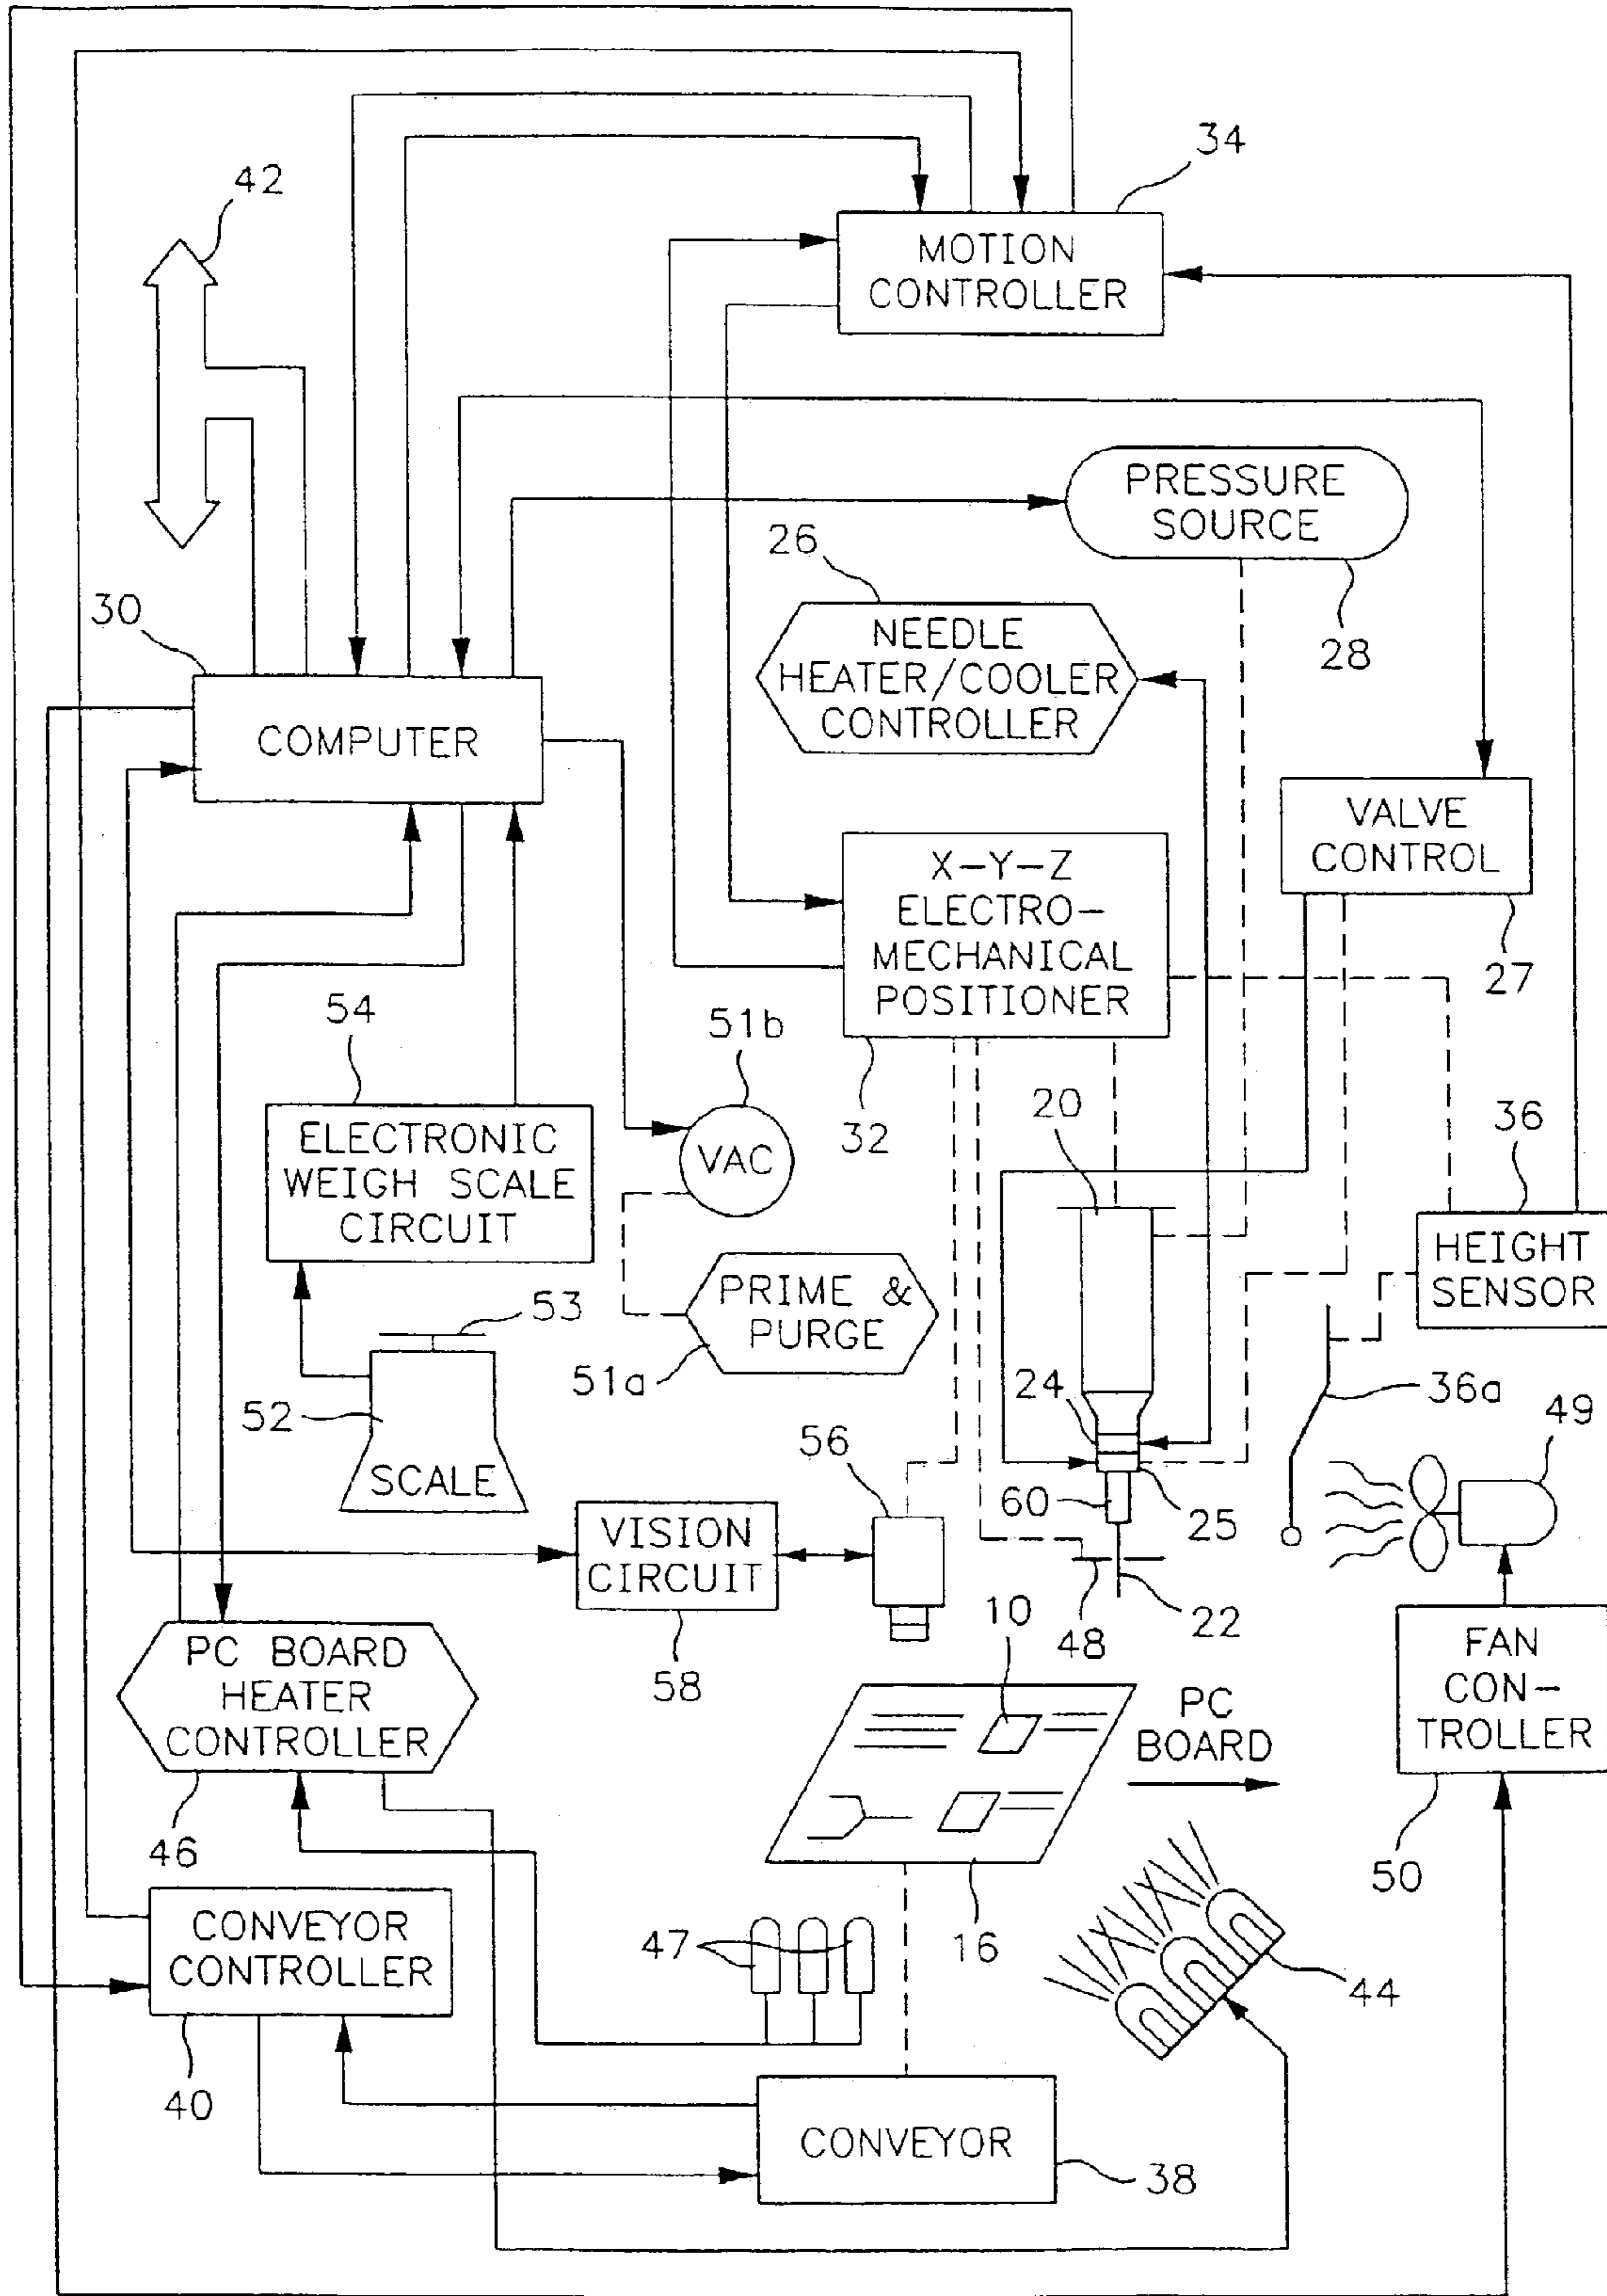 34
42
MOTION
CONTROLLER
PRESSURE
SOURCE
28
26
NEEDLE
HEATER/COOLER
CONTROLLER
30
COMPUTER
VALVE
CONTROL
27
X-Y-Z
ELECTRO-
MECHANICAL
POSITIONER
32
54
ELECTRONIC
WEIGH SCALE
CIRCUIT
51b
VAC
20
36
HEIGHT
SENSOR
PRIME &
PURGE
51a
53
52
SCALE
24
36a
49
56
60
25
VISION
CIRCUIT
58
48
22
10
PC BOARD
HEATER
CONTROLLER
46
PC
BOARD
FAN
CON-
TROLLER
50
CONVEYOR
CONTROLLER
40
47
16
44
CONVEYOR
38